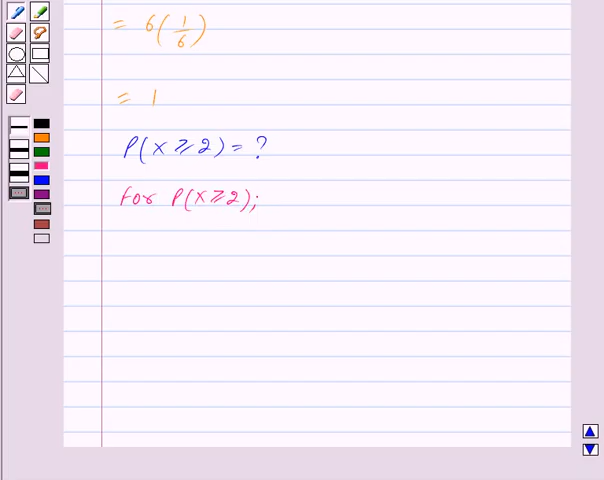 = 6(1/6)
= 1
P(X ≥ 2) = ?
For P(X ≥ 2);